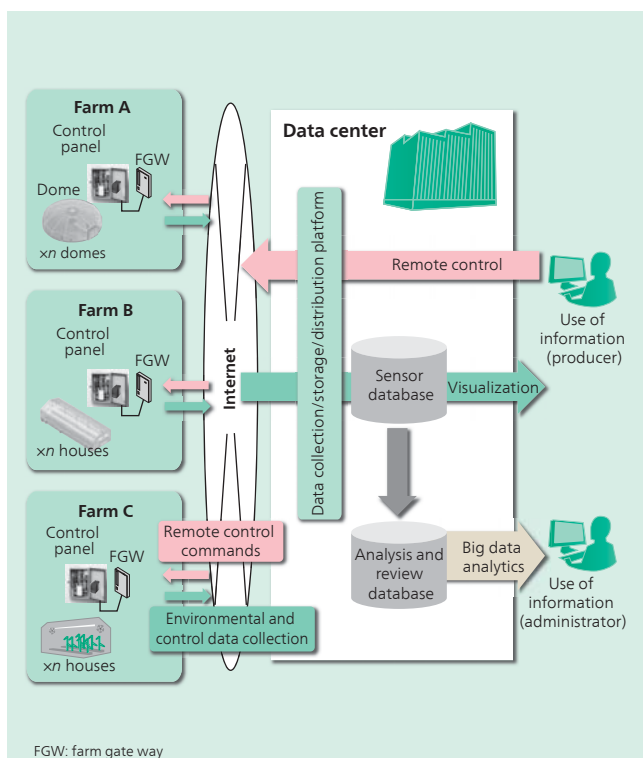 Farm A
Control
panel
FGW
Dome
×n domes
Farm B
Control
panel
FGW
×n houses
Farm C
Control
panel
FGW
×n houses
Remote control
commands
Environmental and
control data collection
Internet
Data center
Data collection/storage/distribution platform
Remote control
Sensor
database
Visualization
Analysis and
review
database
Big data
analytics
Use of
information
(producer)
Use of
information
(administrator)
FGW: farm gate way